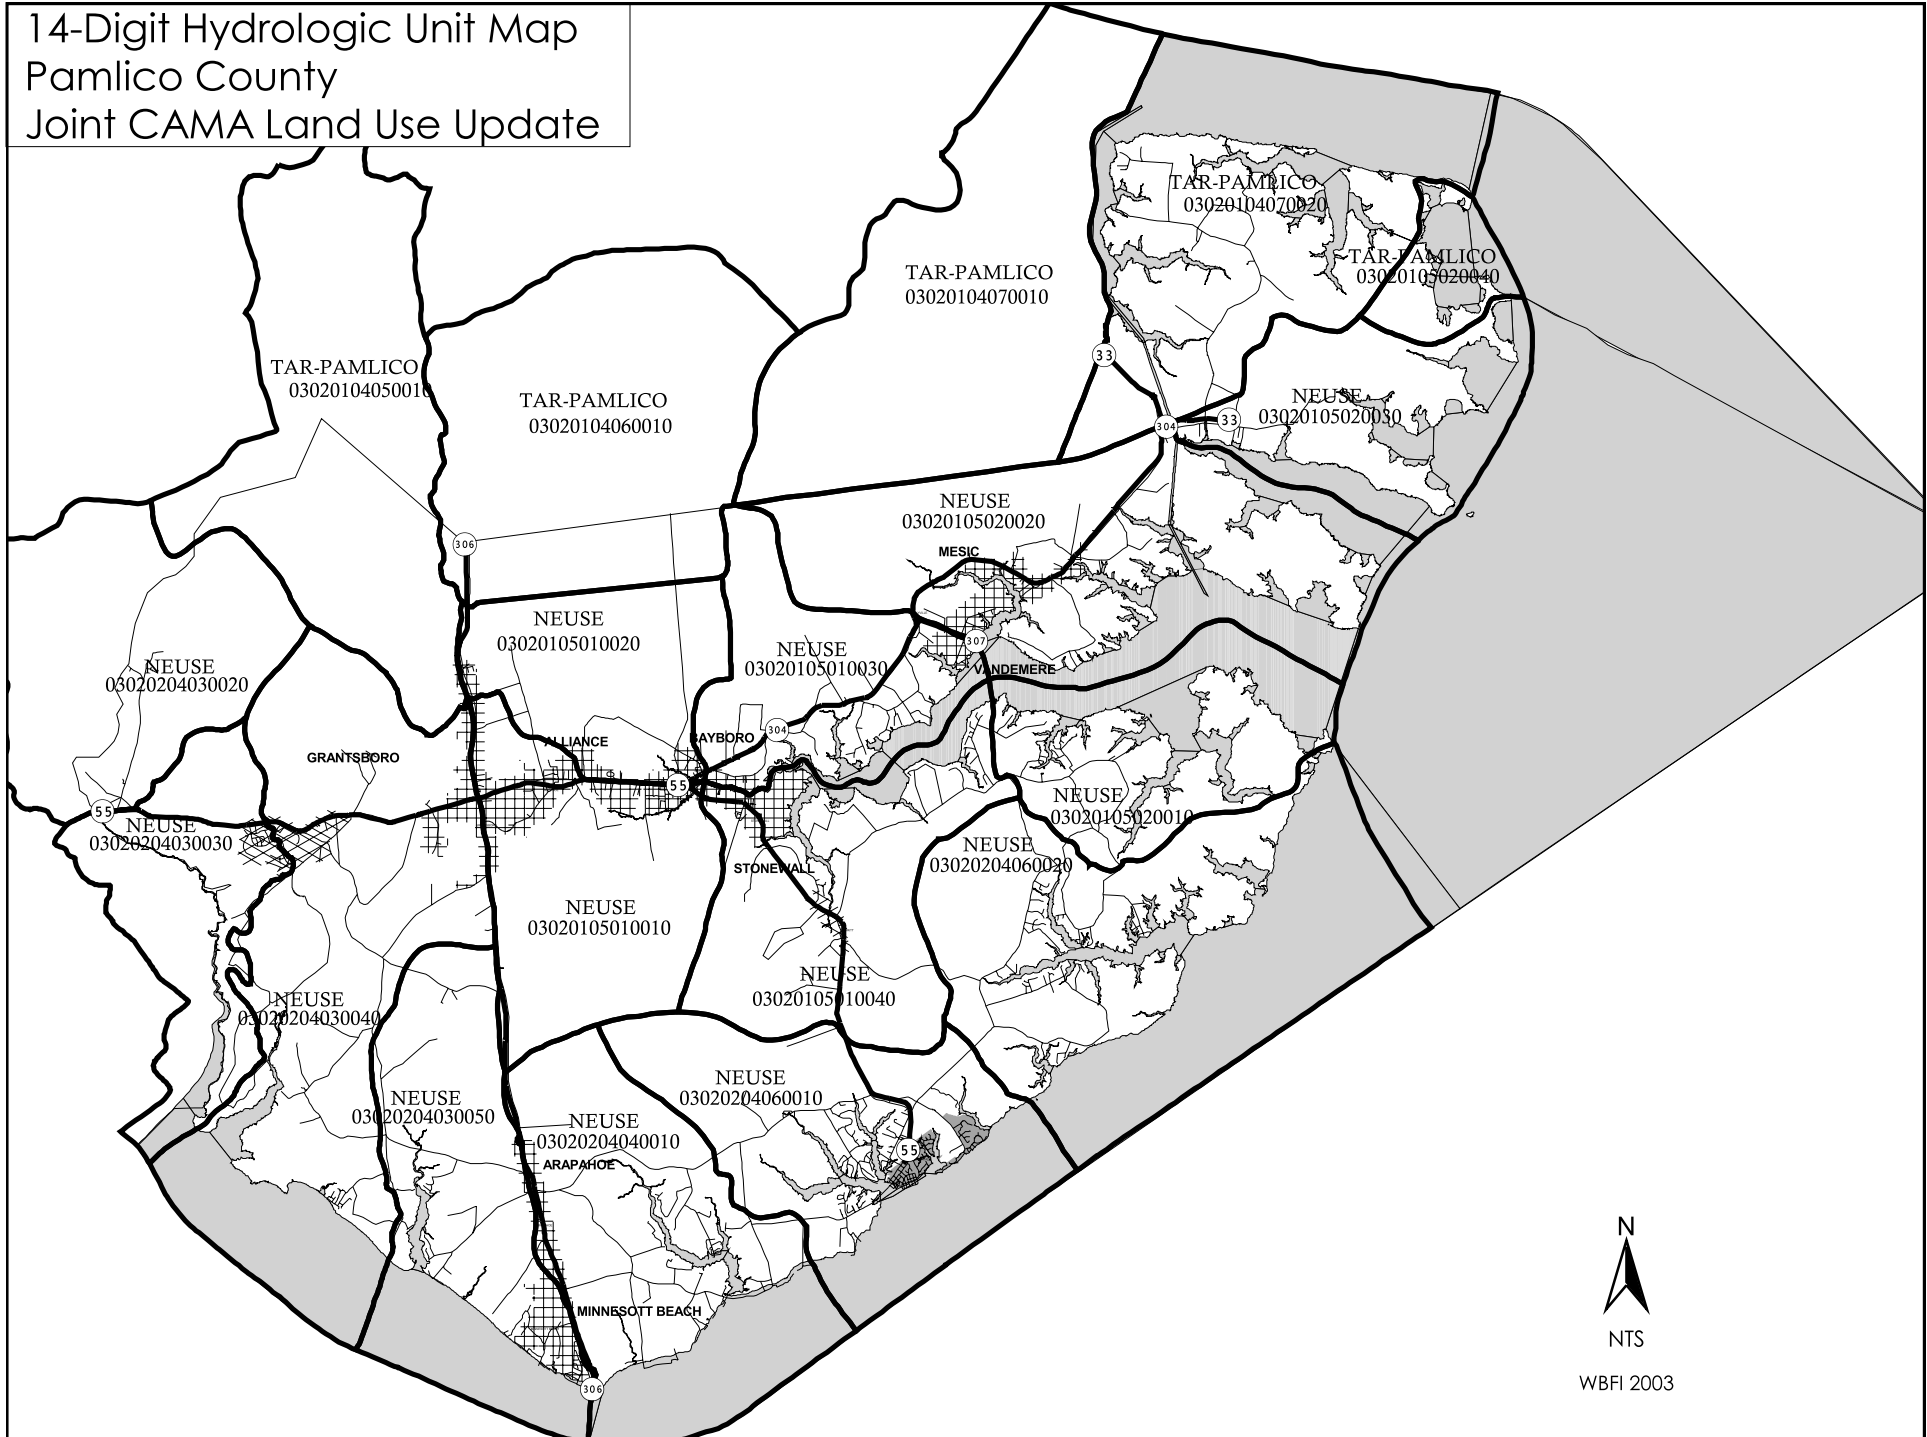 14-Digit Hydrologic Unit Map
Pamlico County
Joint CAMA Land Use Update
TAR-PAMLICO
03020104070020
TAR-PAMLICO
03020105020040
TAR-PAMLICO
03020104070010
33
TAR-PAMLICO
03020104050010
TAR-PAMLICO
03020104060010
NEUSE
03020105020030
33
304
NEUSE
03020105020020
MESIC
306
NEUSE
03020105010020
NEUSE
03020105010030
307
VANDEMERE
NEUSE
03020204030020
304
BAYBORO
ALLIANCE
GRANTSBORO
55
55
NEUSE
03020204030030
NEUSE
03020105020010
NEUSE
03020204060020
STONEWALL
NEUSE
03020105010010
NEUSE
03020105010040
NEUSE
03020204030040
NEUSE
03020204030050
NEUSE
03020204060010
NEUSE
03020204040010
55
ARAPAHOE
MINNESOTT BEACH
306
N
NTS
WBFI 2003